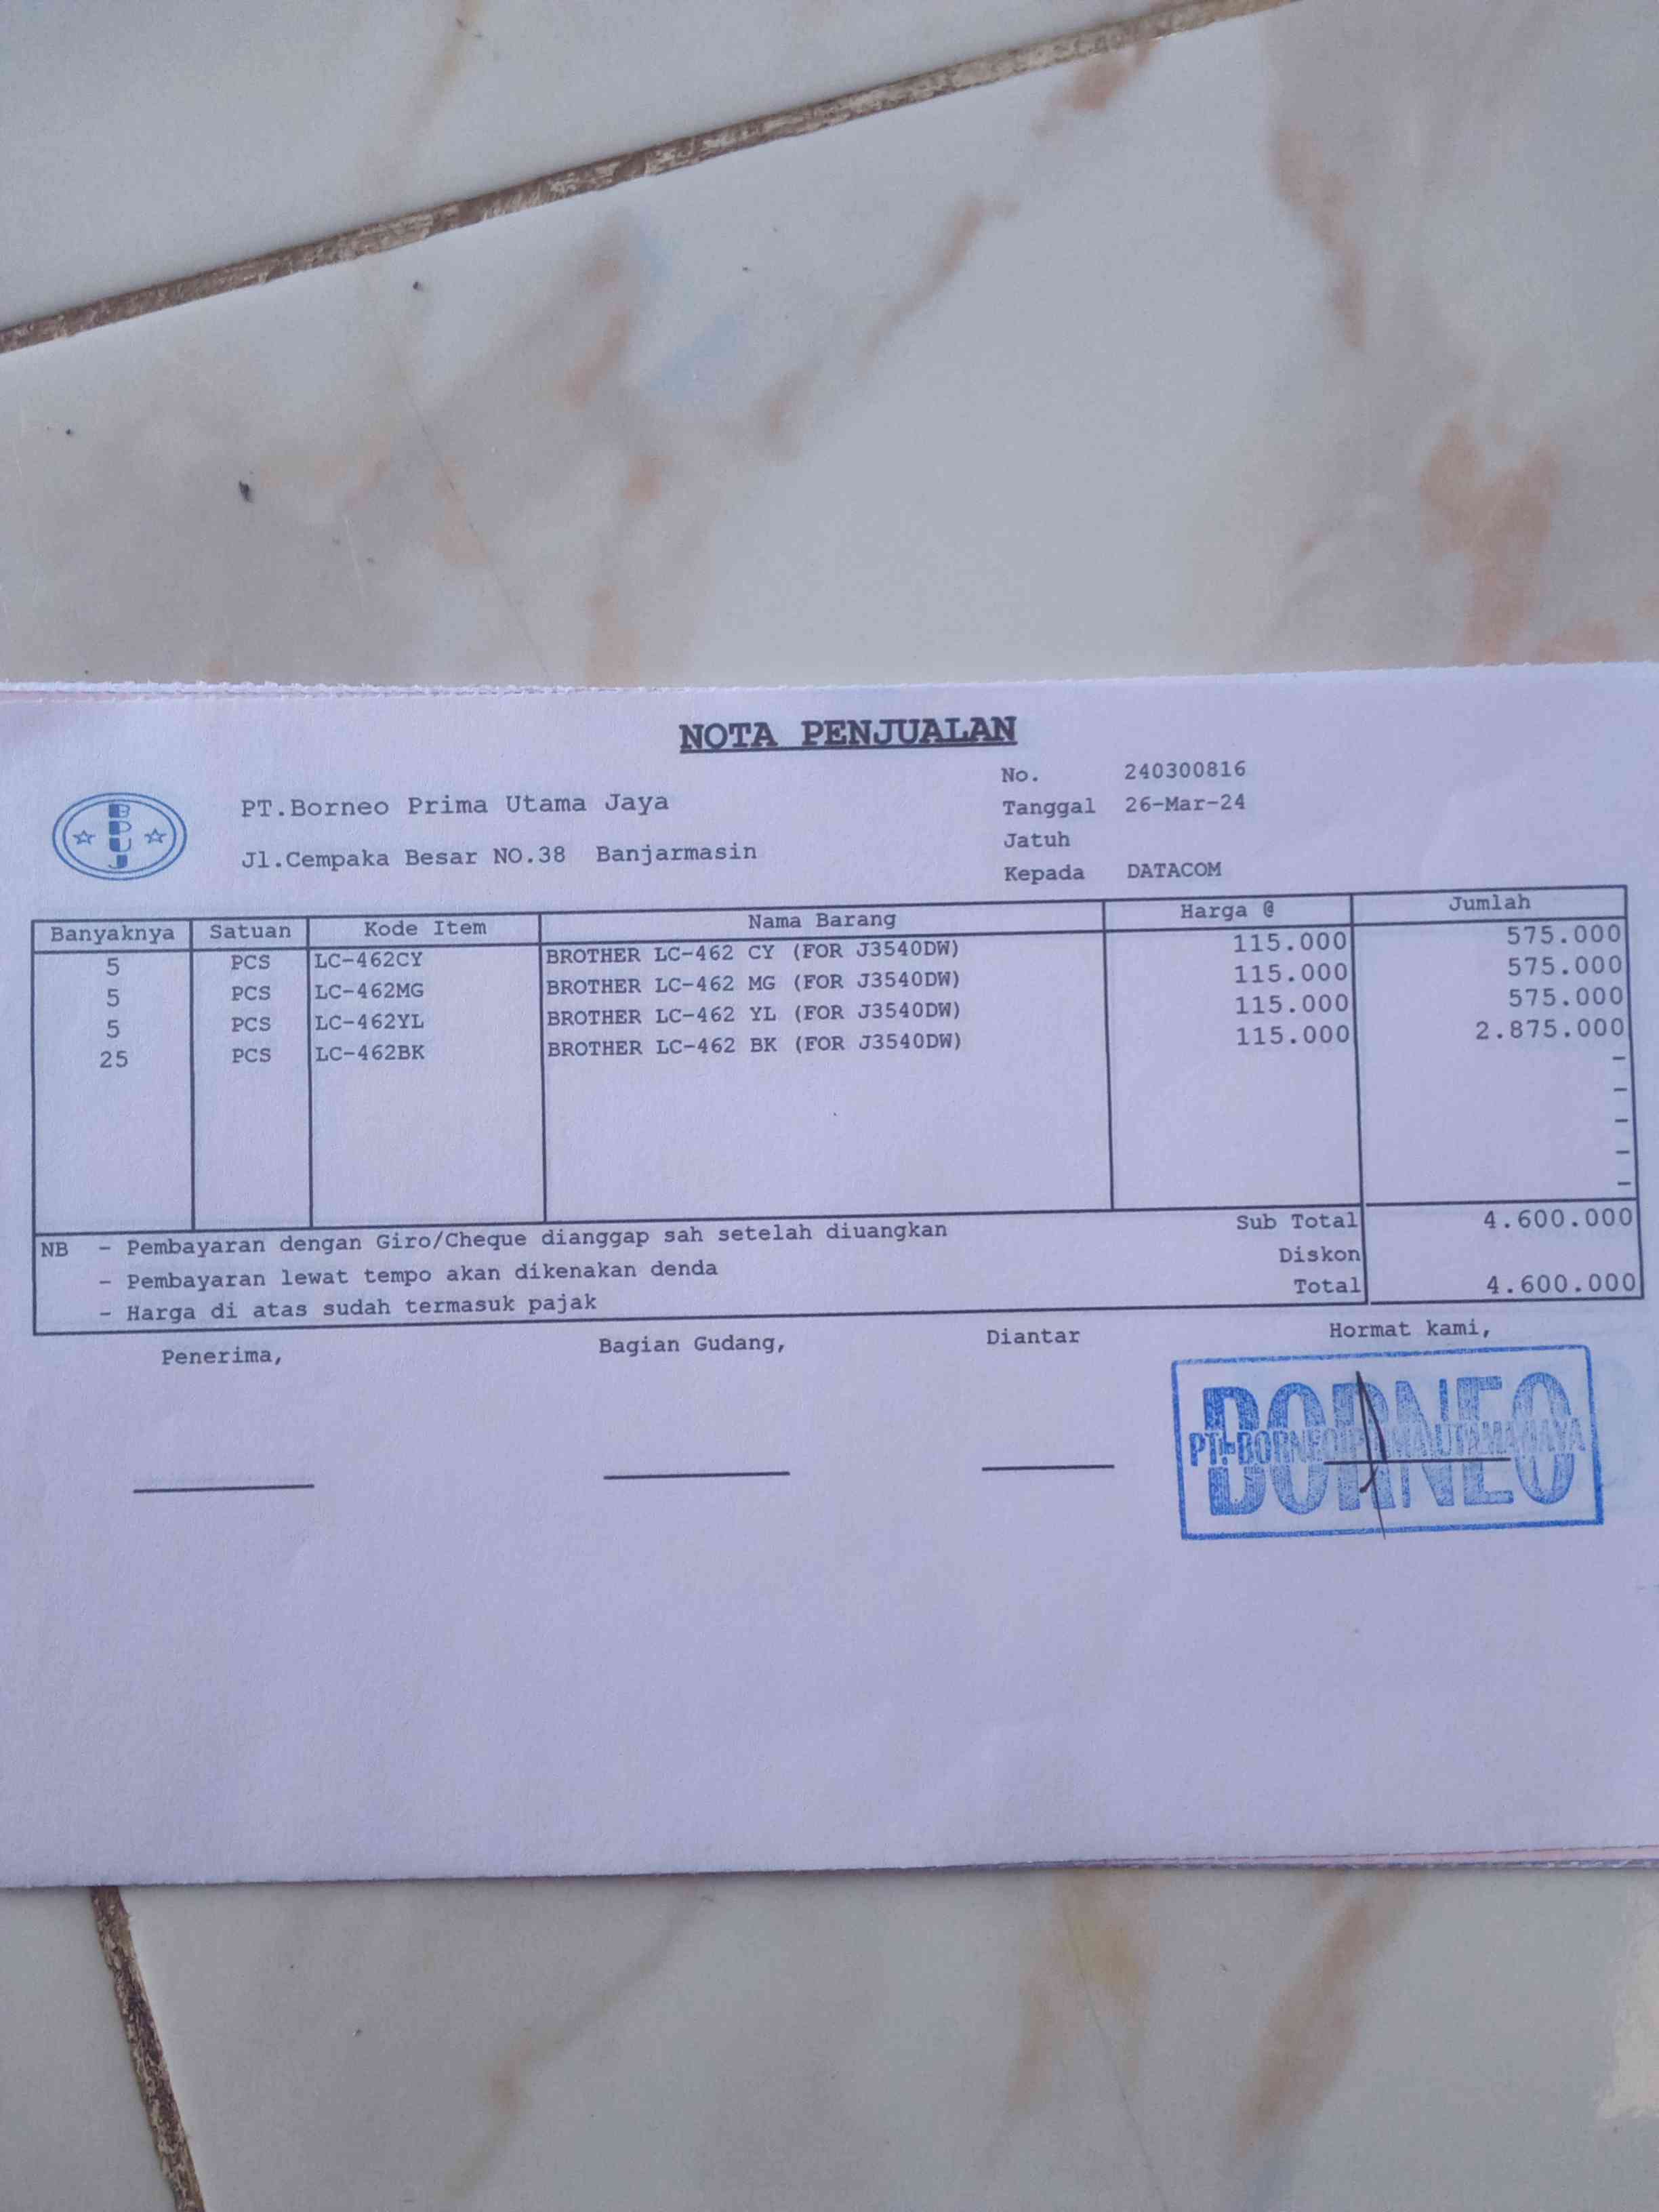 NOTA PENJUALAN
BPUJ
PT.Borneo Prima Utama Jaya
Jl.Cempaka Besar NO.38 Banjarmasin
No. 240300816
Tanggal 26-Mar-24
Jatuh
Kepada DATACOM
Banyaknya Satuan Kode Item Nama Barang Harga @ Jumlah
5 PCS LC-462CY BROTHER LC-462 CY (FOR J3540DW) 115.000 575.000
5 PCS LC-462MG BROTHER LC-462 MG (FOR J3540DW) 115.000 575.000
5 PCS LC-462YL BROTHER LC-462 YL (FOR J3540DW) 115.000 575.000
25 PCS LC-462BK BROTHER LC-462 BK (FOR J3540DW) 115.000 2.875.000
-
-
-
-
-
NB - Pembayaran dengan Giro/Cheque dianggap sah setelah diuangkan Sub Total 4.600.000
- Pembayaran lewat tempo akan dikenakan denda Diskon
- Harga di atas sudah termasuk pajak Total 4.600.000
Penerima, Bagian Gudang, Diantar Hormat kami,
BORNEO
PT. BORNEO PRIMA UTAMA JAYA